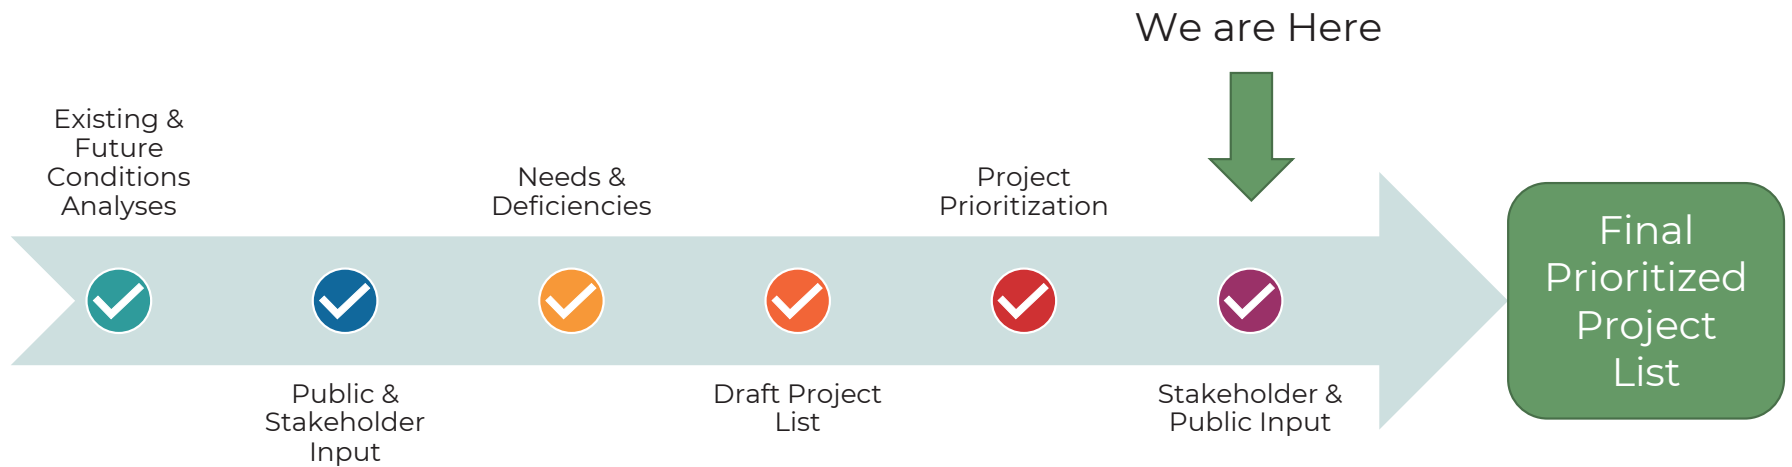 We are Here
Existing &
Future
Conditions
Analyses
Public &
Stakeholder
Input
Needs &
Deficiencies
Draft Project
List
Project
Prioritization
Stakeholder &
Public Input
Final
Prioritized
Project
List